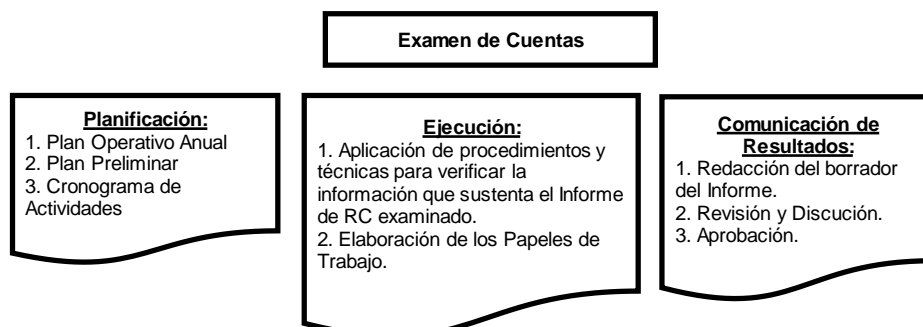 Examen de Cuentas
Planificación:
1. Plan Operativo Anual
2. Plan Preliminar
3. Cronograma de
Actividades
Ejecución:
1. Aplicación de procedimientos y
técnicas para verificar la
información que sustenta el Informe
de RC examinado.
2. Elaboración de los Papeles de
Trabajo.
Comunicación de
Resultados:
1. Redacción del borrador
del Informe.
2. Revisión y Discución.
3. Aprobación.